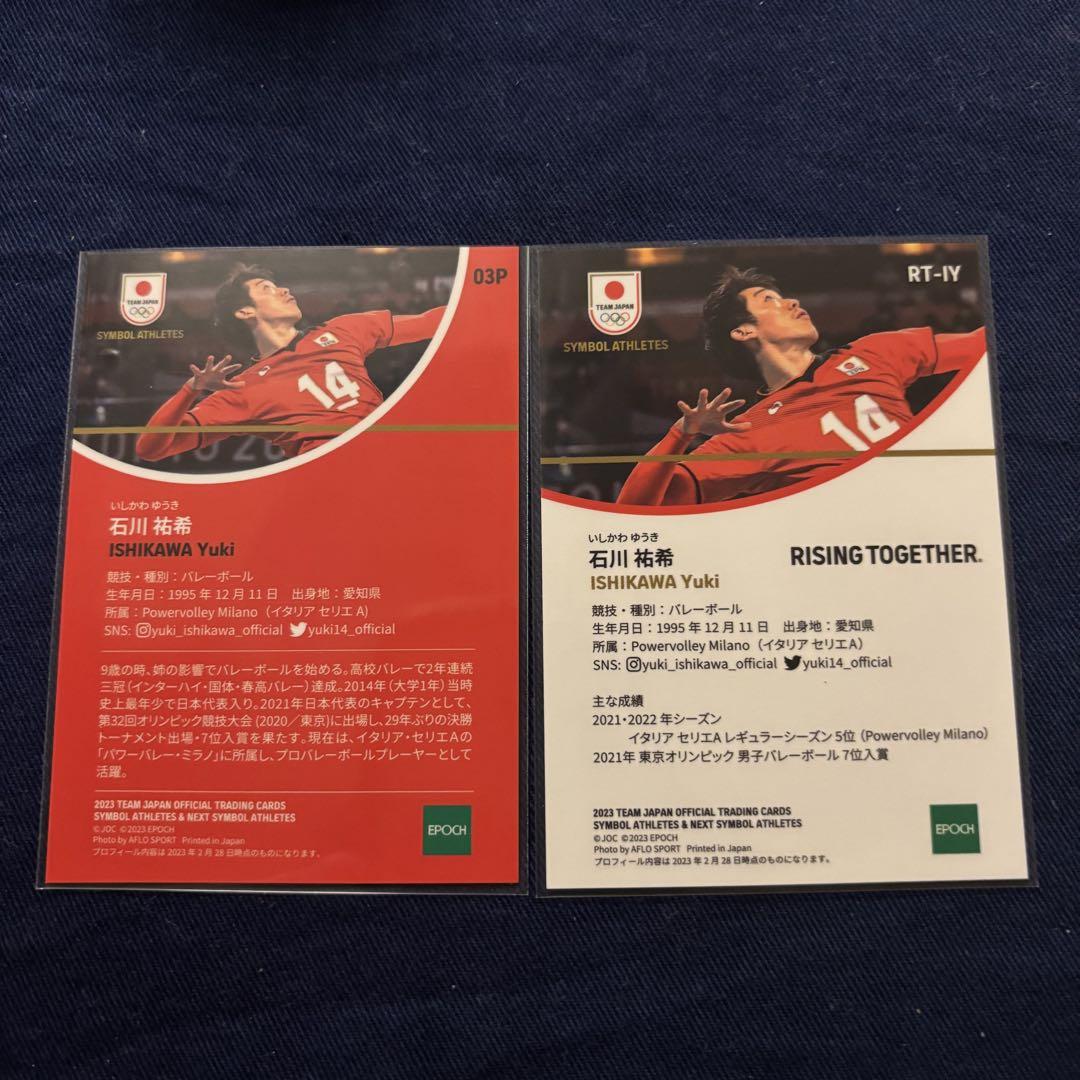 03P
TEAM JAPAN
SYMBOL ATHLETES
14
いしかわ ゆうき
石川 祐希
ISHIKAWA Yuki
競技・種別：バレーボール
生年月日：1995 年 12 月 11 日 出身地：愛知県
所属：Powervolley Milano（イタリア セリエ A)
SNS: yuki_ishikawa_official yuki14_official
9歳の時、姉の影響でバレーボールを始める。高校バレーで2年連続
三冠（インターハイ・国体・春高バレー）達成。2014年（大学1年）当時
史上最年少で日本代表入り。2021年日本代表のキャプテンとして、
第32回オリンピック競技大会 (2020／東京)に出場し、29年ぶりの決勝
トーナメント出場・7位入賞を果たす。現在は、イタリア・セリエAの
「パワーバレー・ミラノ」に所属し、プロバレーボールプレーヤーとして
活躍。
2023 TEAM JAPAN OFFICIAL TRADING CARDS
SYMBOL ATHLETES & NEXT SYMBOL ATHLETES
© JOC © 2023 EPOCH
Photo by AFLO SPORT Printed in Japan
プロフィール内容は 2023 年 2 月 28 日時点のものになります。
EPOCH
RT-IY
TEAM JAPAN
SYMBOL ATHLETES
14
いしかわ ゆうき
石川 祐希
ISHIKAWA Yuki
RISING TOGETHER.
競技・種別：バレーボール
生年月日：1995 年 12 月 11 日 出身地：愛知県
所属：Powervolley Milano（イタリア セリエ A）
SNS: yuki_ishikawa_official yuki14_official
主な成績
2021・2022 年シーズン
イタリア セリエA レギュラーシーズン 5位（Powervolley Milano）
2021年 東京オリンピック 男子バレーボール 7位入賞
2023 TEAM JAPAN OFFICIAL TRADING CARDS
SYMBOL ATHLETES & NEXT SYMBOL ATHLETES
© JOC © 2023 EPOCH
Photo by AFLO SPORT Printed in Japan
プロフィール内容は 2023 年 2 月 28 日時点のものになります。
EPOCH